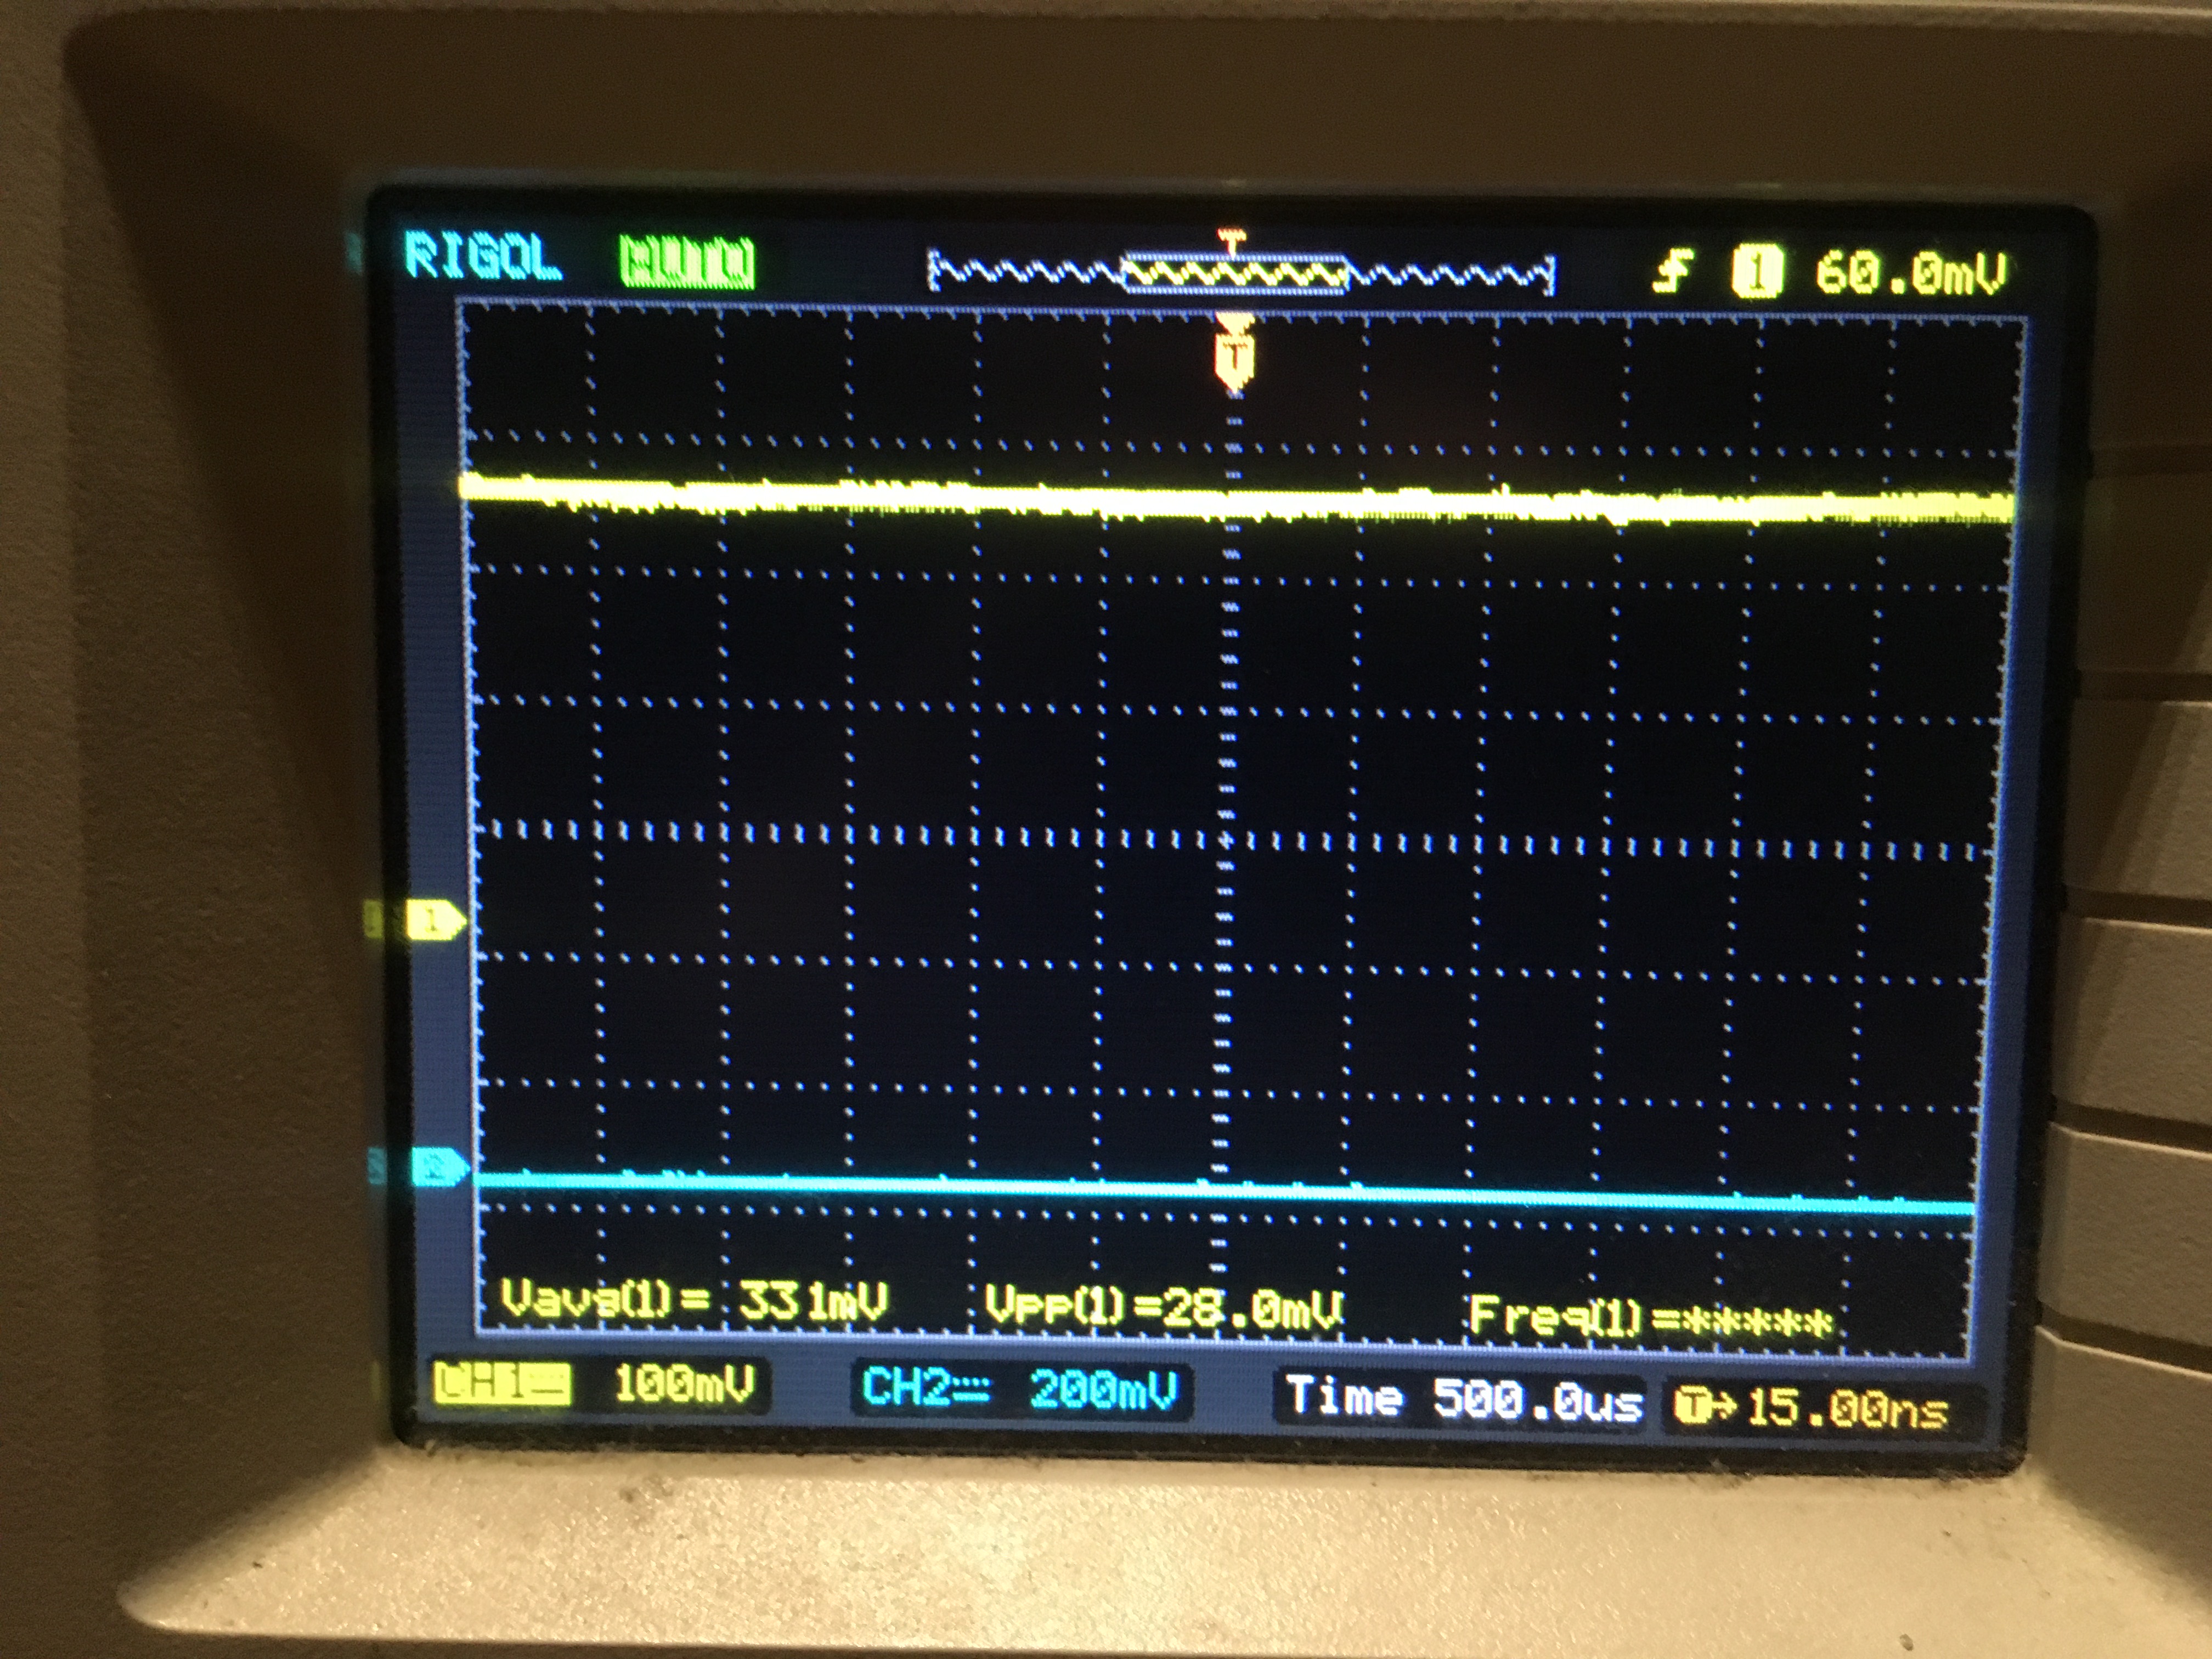 RIGOL AUTO T 1 60.0mV
T
1
2
Vavg(1)= 331mV Vpp(1)=28.0mV Freq(1)=*****
CH1 100mV CH2 200mV Time 500.0us T→15.00ns